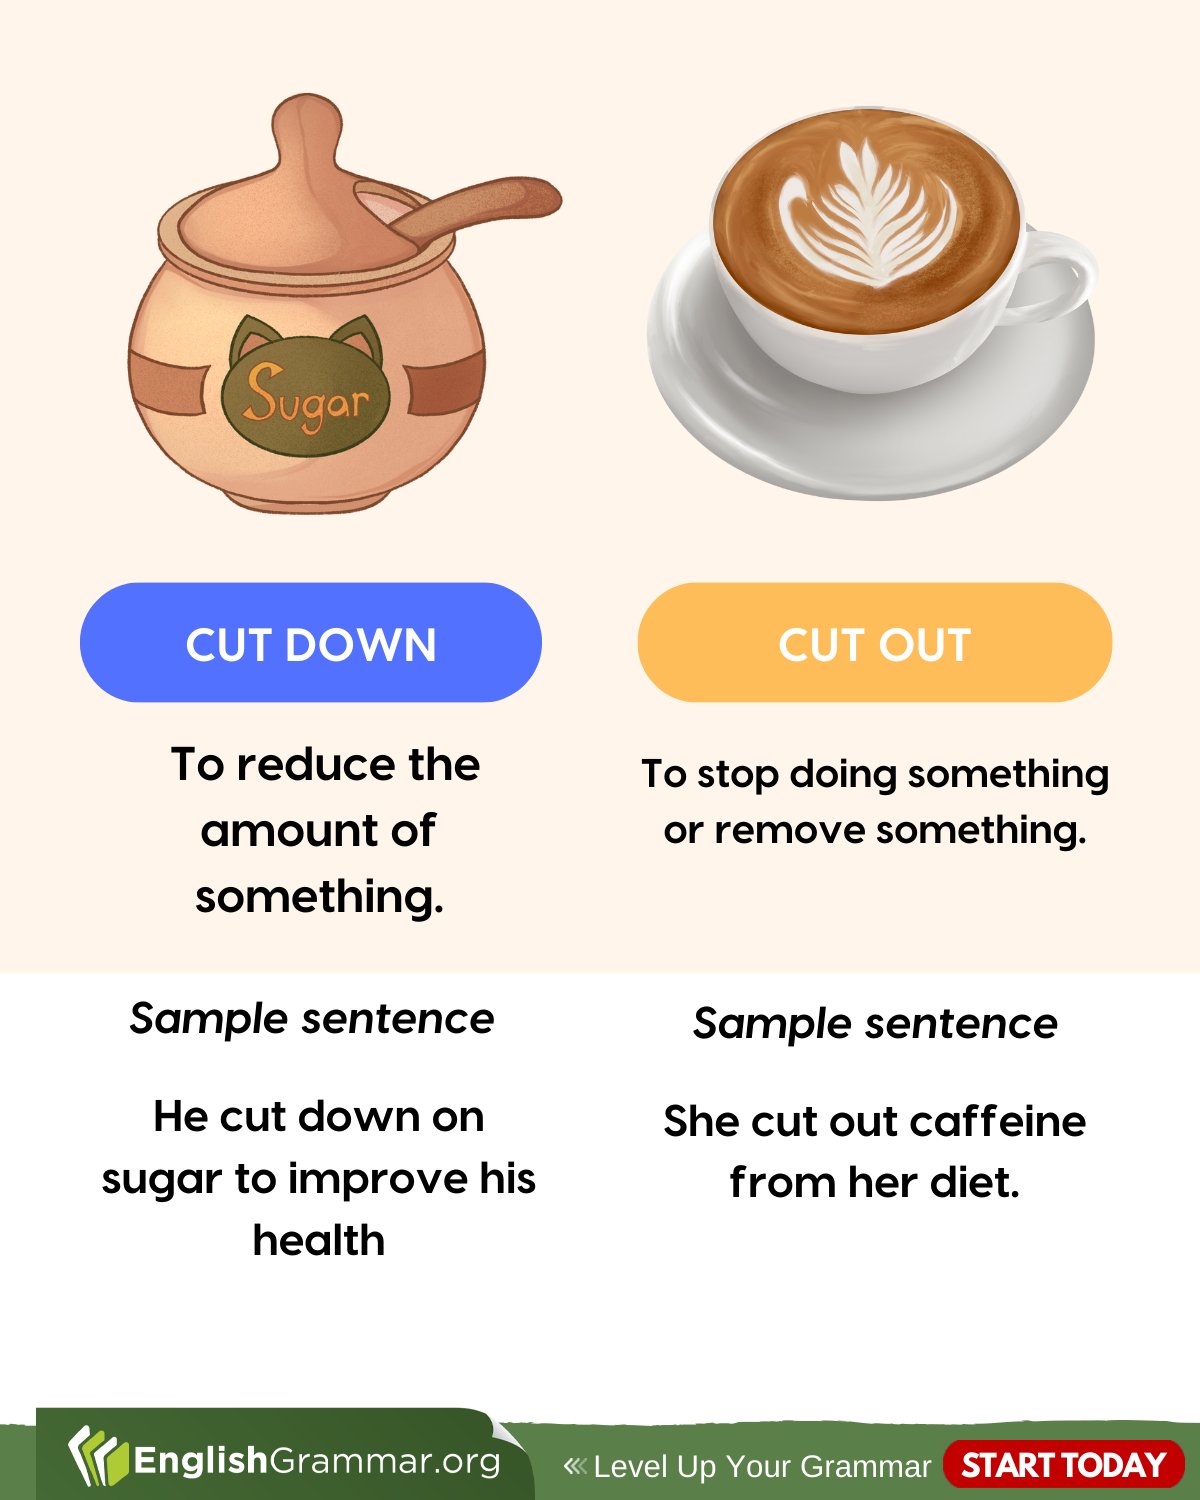 Sugar
CUT DOWN
To reduce the
amount of
something.
Sample sentence
He cut down on
sugar to improve his
health
CUT OUT
To stop doing something
or remove something.
Sample sentence
She cut out caffeine
from her diet.
EnglishGrammar.org
Level Up Your Grammar
START TODAY